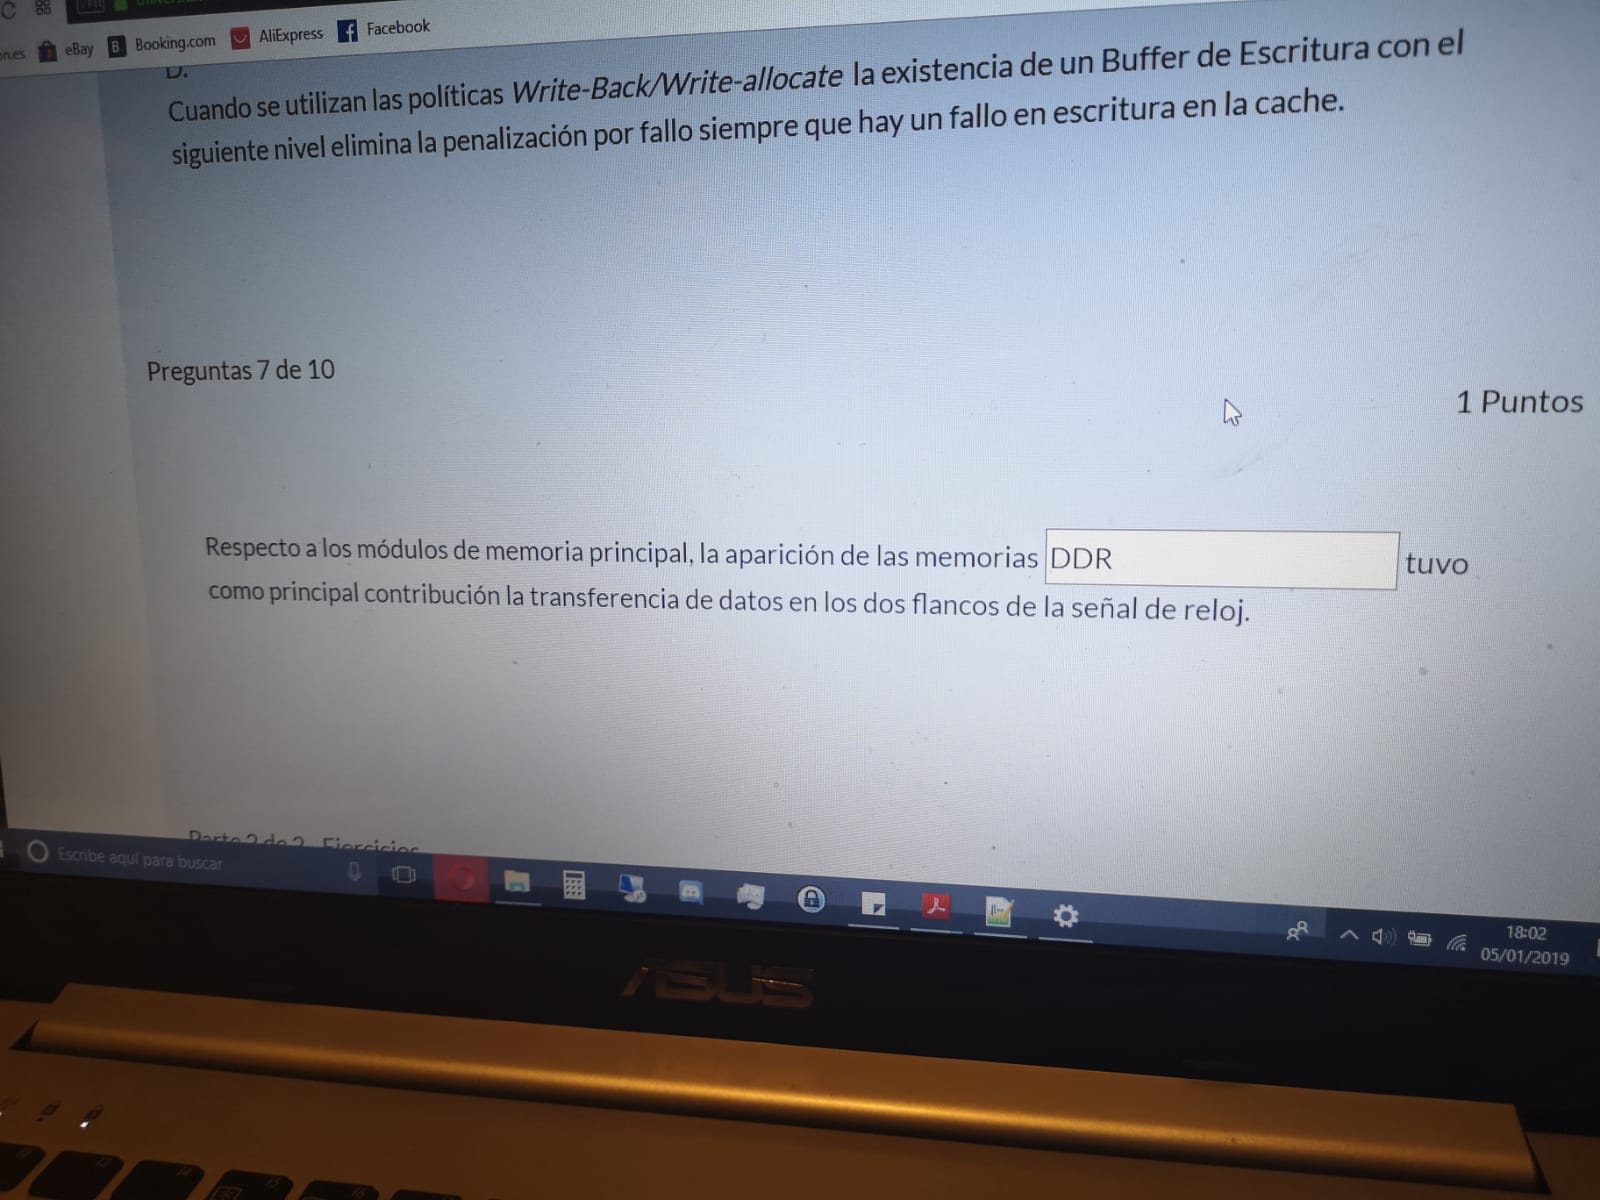 on.es eBay B Booking.com AliExpress f Facebook
D.
Cuando se utilizan las políticas Write-Back/Write-allocate la existencia de un Buffer de Escritura con el
siguiente nivel elimina la penalización por fallo siempre que hay un fallo en escritura en la cache.
Preguntas 7 de 10
1 Puntos
Respecto a los módulos de memoria principal, la aparición de las memorias DDR tuvo
como principal contribución la transferencia de datos en los dos flancos de la señal de reloj.
Parte 2 de 2 Ejercicios
Escribe aquí para buscar
18:02
05/01/2019
ASUS